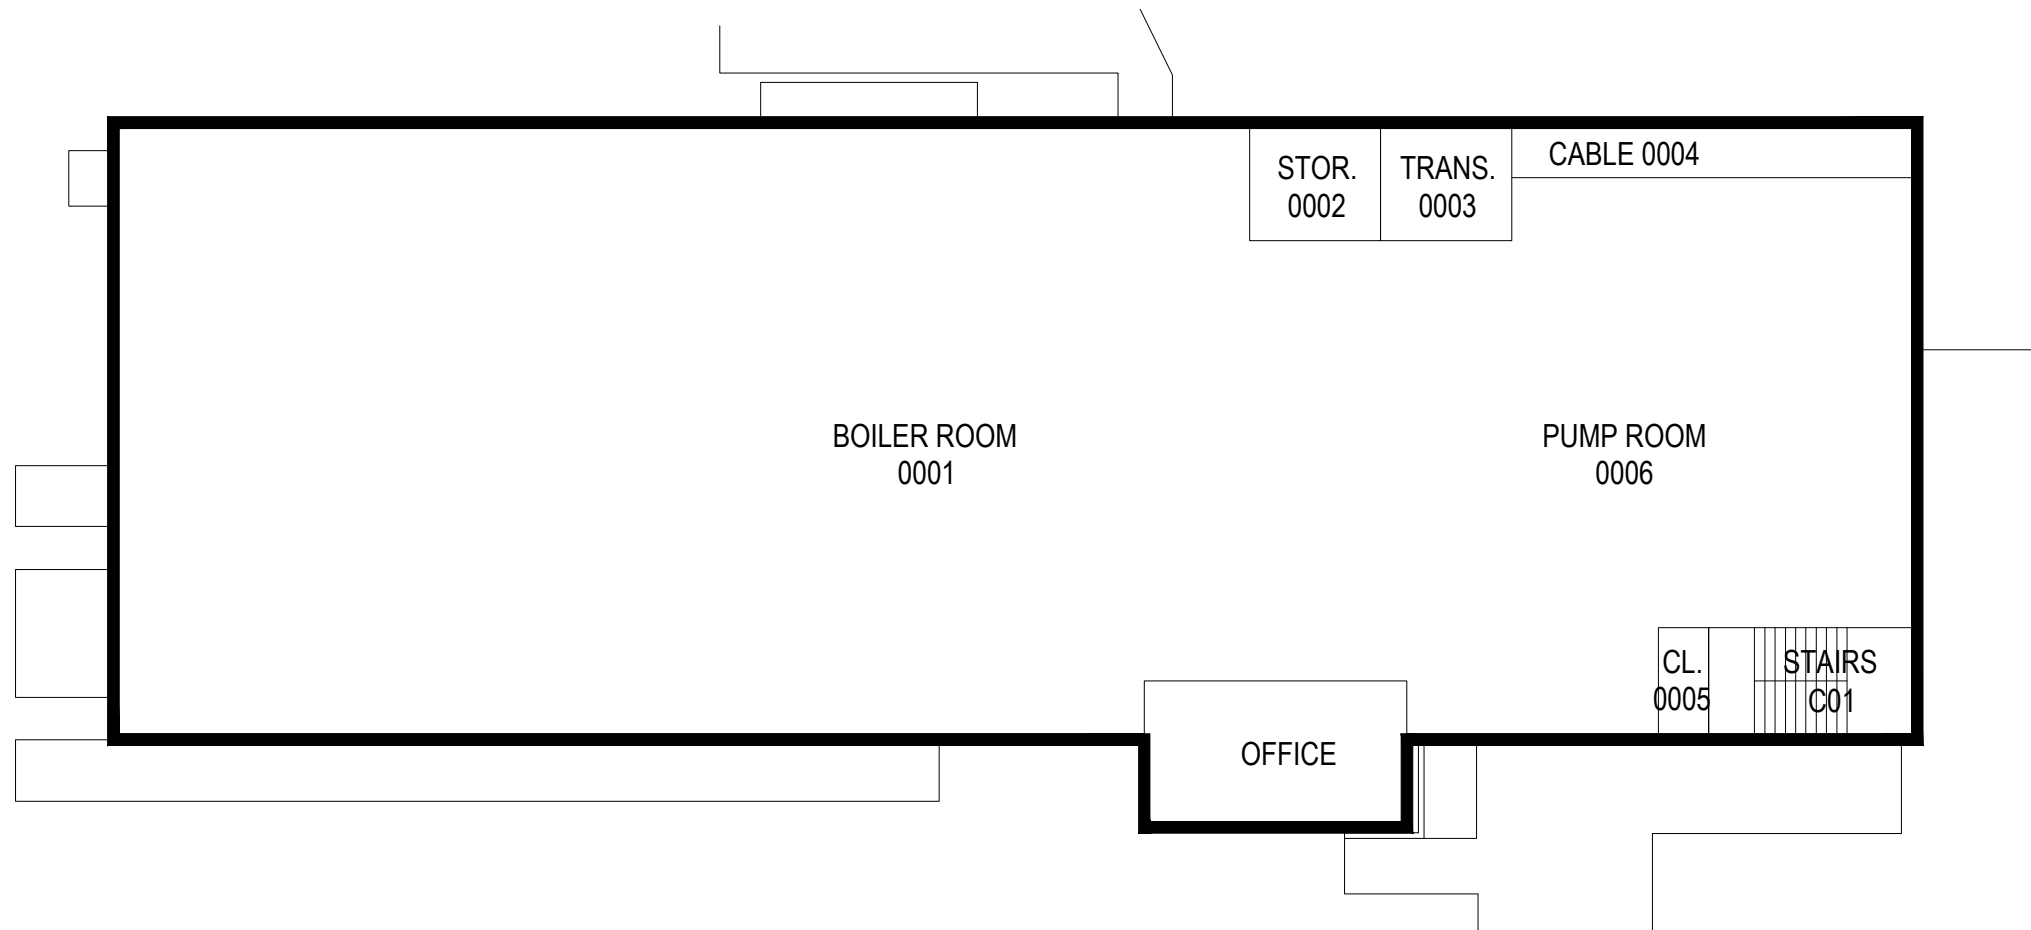 STOR.
0002
TRANS.
0003
CABLE 0004
BOILER ROOM
0001
PUMP ROOM
0006
CL.
0005
STAIRS
C01
OFFICE